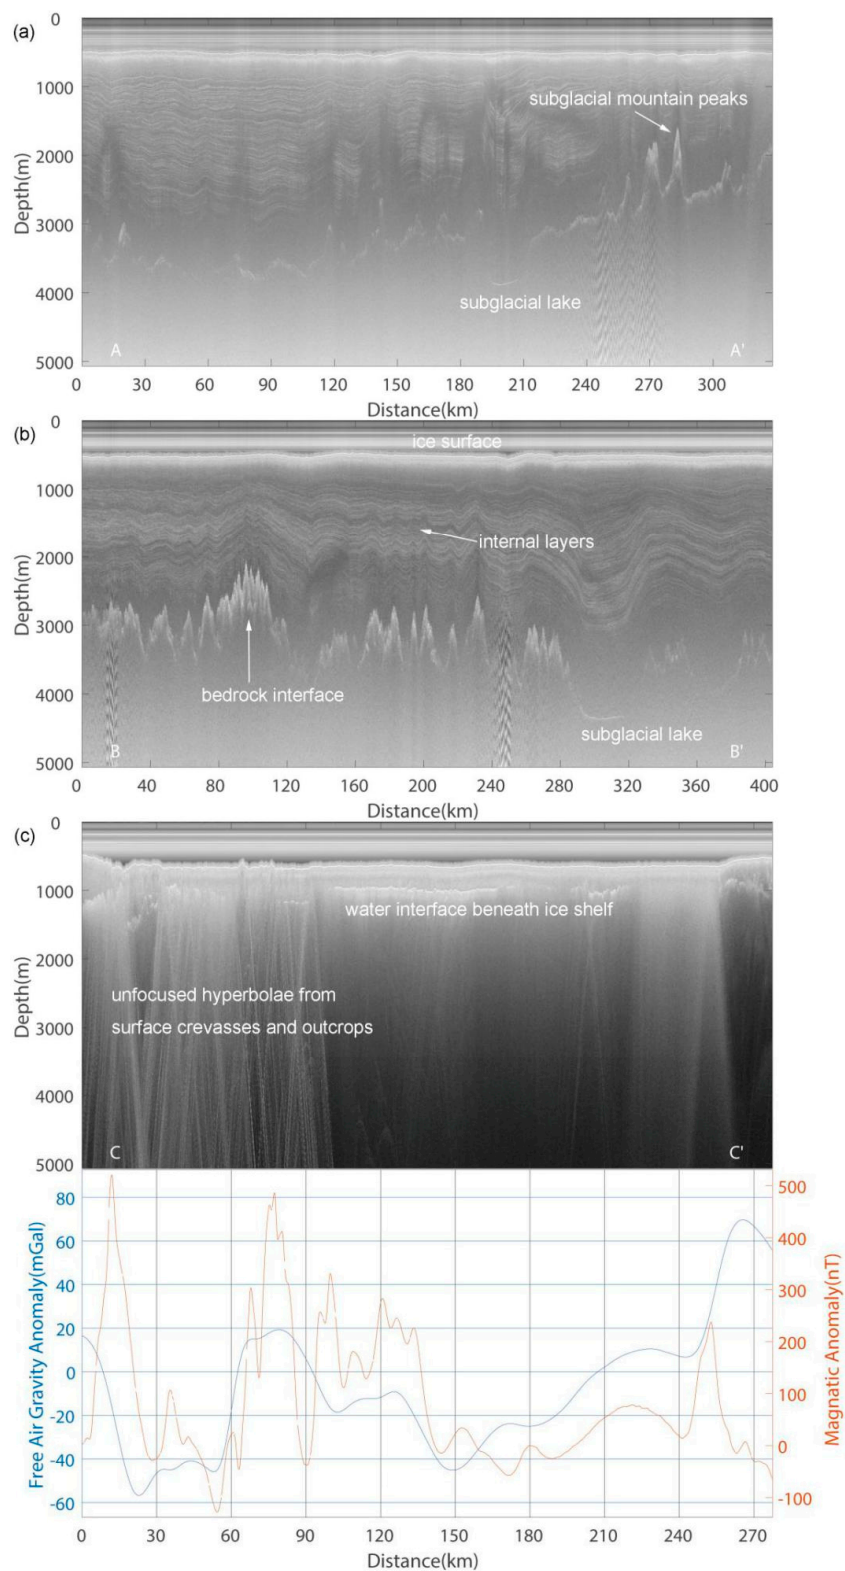 (a)
0
1000
2000
3000
4000
5000
Depth(m)
subglacial mountain peaks
subglacial lake
A
A'
0 30 60 90 120 150 180 210 240 270 300
Distance(km)
(b)
0
1000
2000
3000
4000
5000
Depth(m)
ice surface
internal layers
bedrock interface
subglacial lake
B
B'
0 40 80 120 160 200 240 280 320 360 400
Distance(km)
(c)
0
1000
2000
3000
4000
5000
Depth(m)
water interface beneath ice shelf
unfocused hyperbolae from
surface crevasses and outcrops
C
C'
80
60
40
20
0
-20
-40
-60
Free Air Gravity Anomaly(mGal)
500
400
300
200
100
0
-100
Magnatic Anomaly(nT)
0 30 60 90 120 150 180 210 240 270
Distance(km)